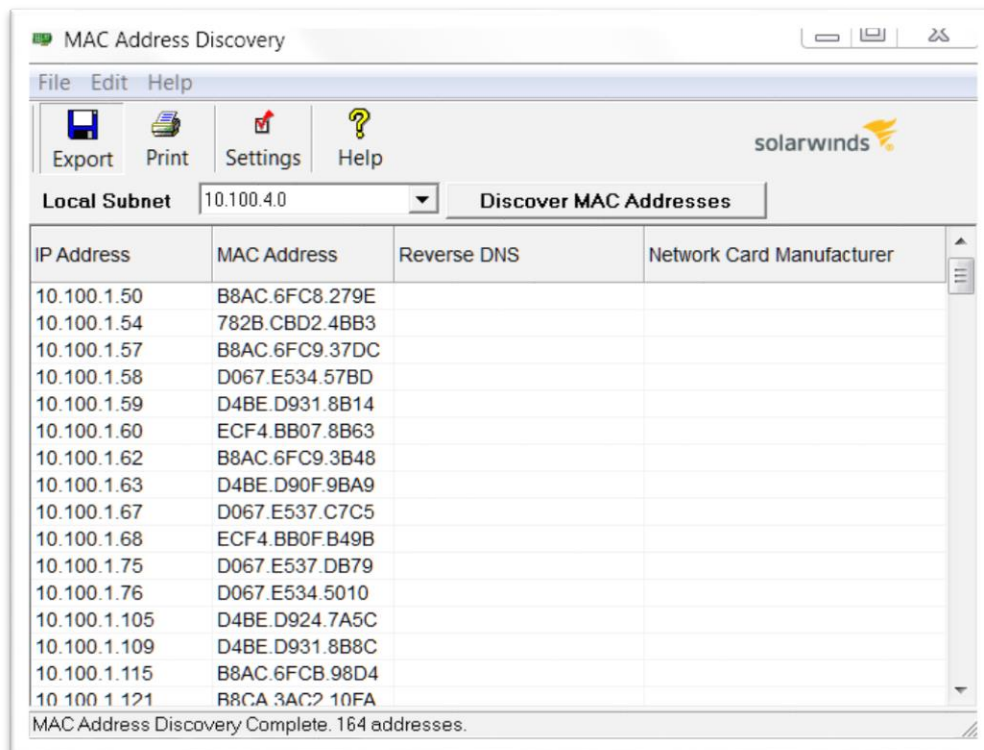 MAC Address Discovery
File Edit Help
Export Print Settings Help
solarwinds
Local Subnet 10.100.4.0 Discover MAC Addresses
IP Address MAC Address Reverse DNS Network Card Manufacturer
10.100.1.50 B8AC.6FC8.279E
10.100.1.54 782B.CBD2.4BB3
10.100.1.57 B8AC.6FC9.37DC
10.100.1.58 D067.E534.57BD
10.100.1.59 D4BE.D931.8B14
10.100.1.60 ECF4.BB07.8B63
10.100.1.62 B8AC.6FC9.3B48
10.100.1.63 D4BE.D90F.9BA9
10.100.1.67 D067.E537.C7C5
10.100.1.68 ECF4.BB0F.B49B
10.100.1.75 D067.E537.DB79
10.100.1.76 D067.E534.5010
10.100.1.105 D4BE.D924.7A5C
10.100.1.109 D4BE.D931.8B8C
10.100.1.115 B8AC.6FCB.98D4
10.100.1.121 B8CA.3AC2.10FA
MAC Address Discovery Complete. 164 addresses.